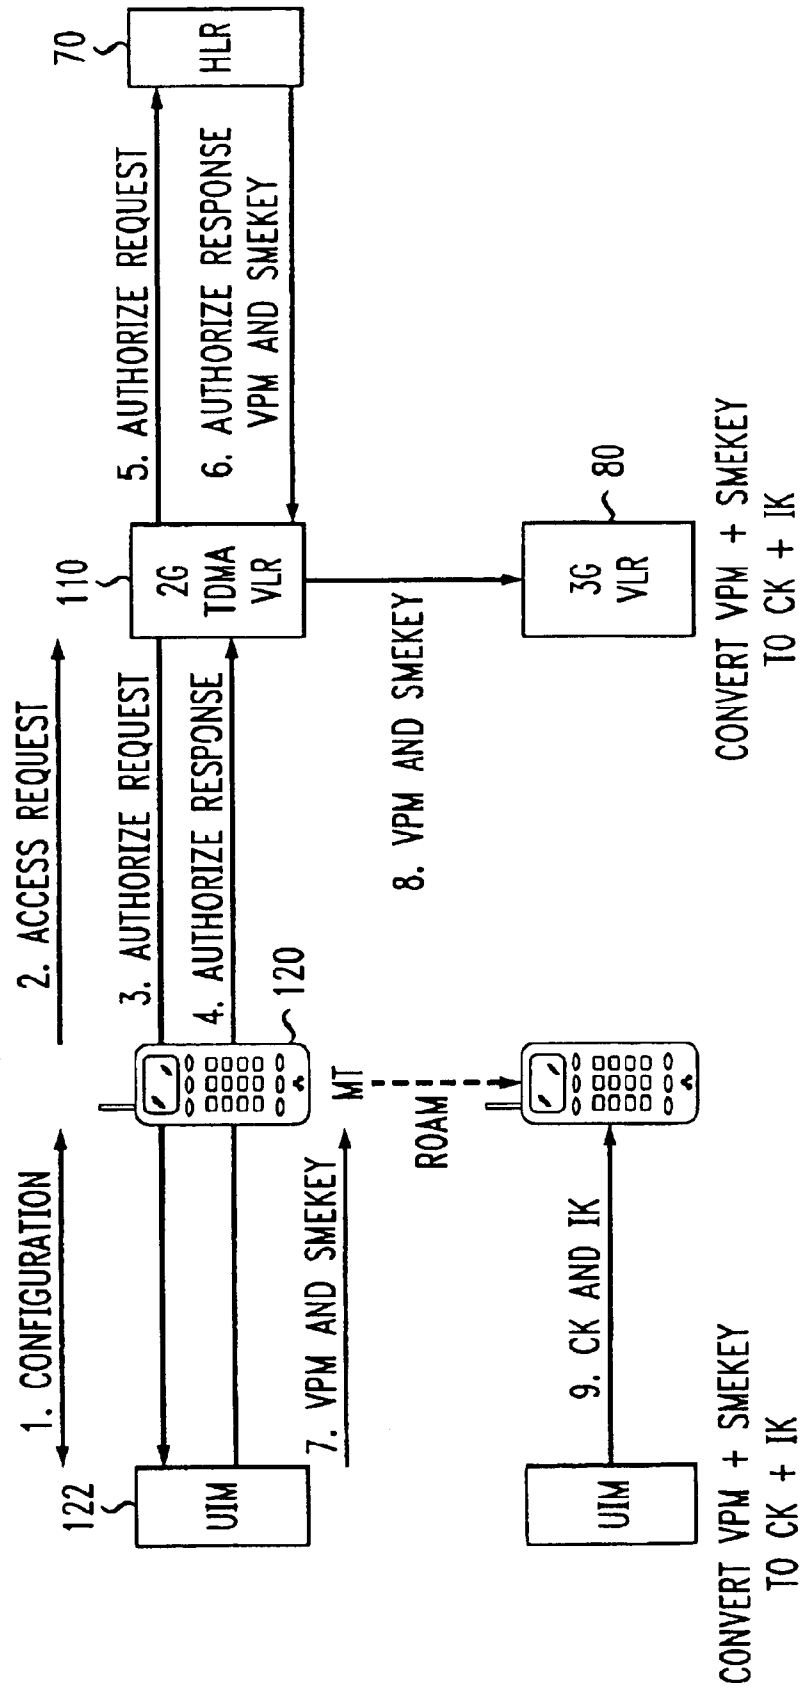 1. CONFIGURATION
2. ACCESS REQUEST
122
110
70
UIM
3. AUTHORIZE REQUEST
4. AUTHORIZE RESPONSE
120
2G
TDMA
VLR
5. AUTHORIZE REQUEST
6. AUTHORIZE RESPONSE
VPM AND SMEKEY
HLR
7. VPM AND SMEKEY
MT
ROAM
8. VPM AND SMEKEY
UIM
9. CK AND IK
3G
VLR
80
CONVERT VPM + SMEKEY
TO CK + IK
CONVERT VPM + SMEKEY
TO CK + IK